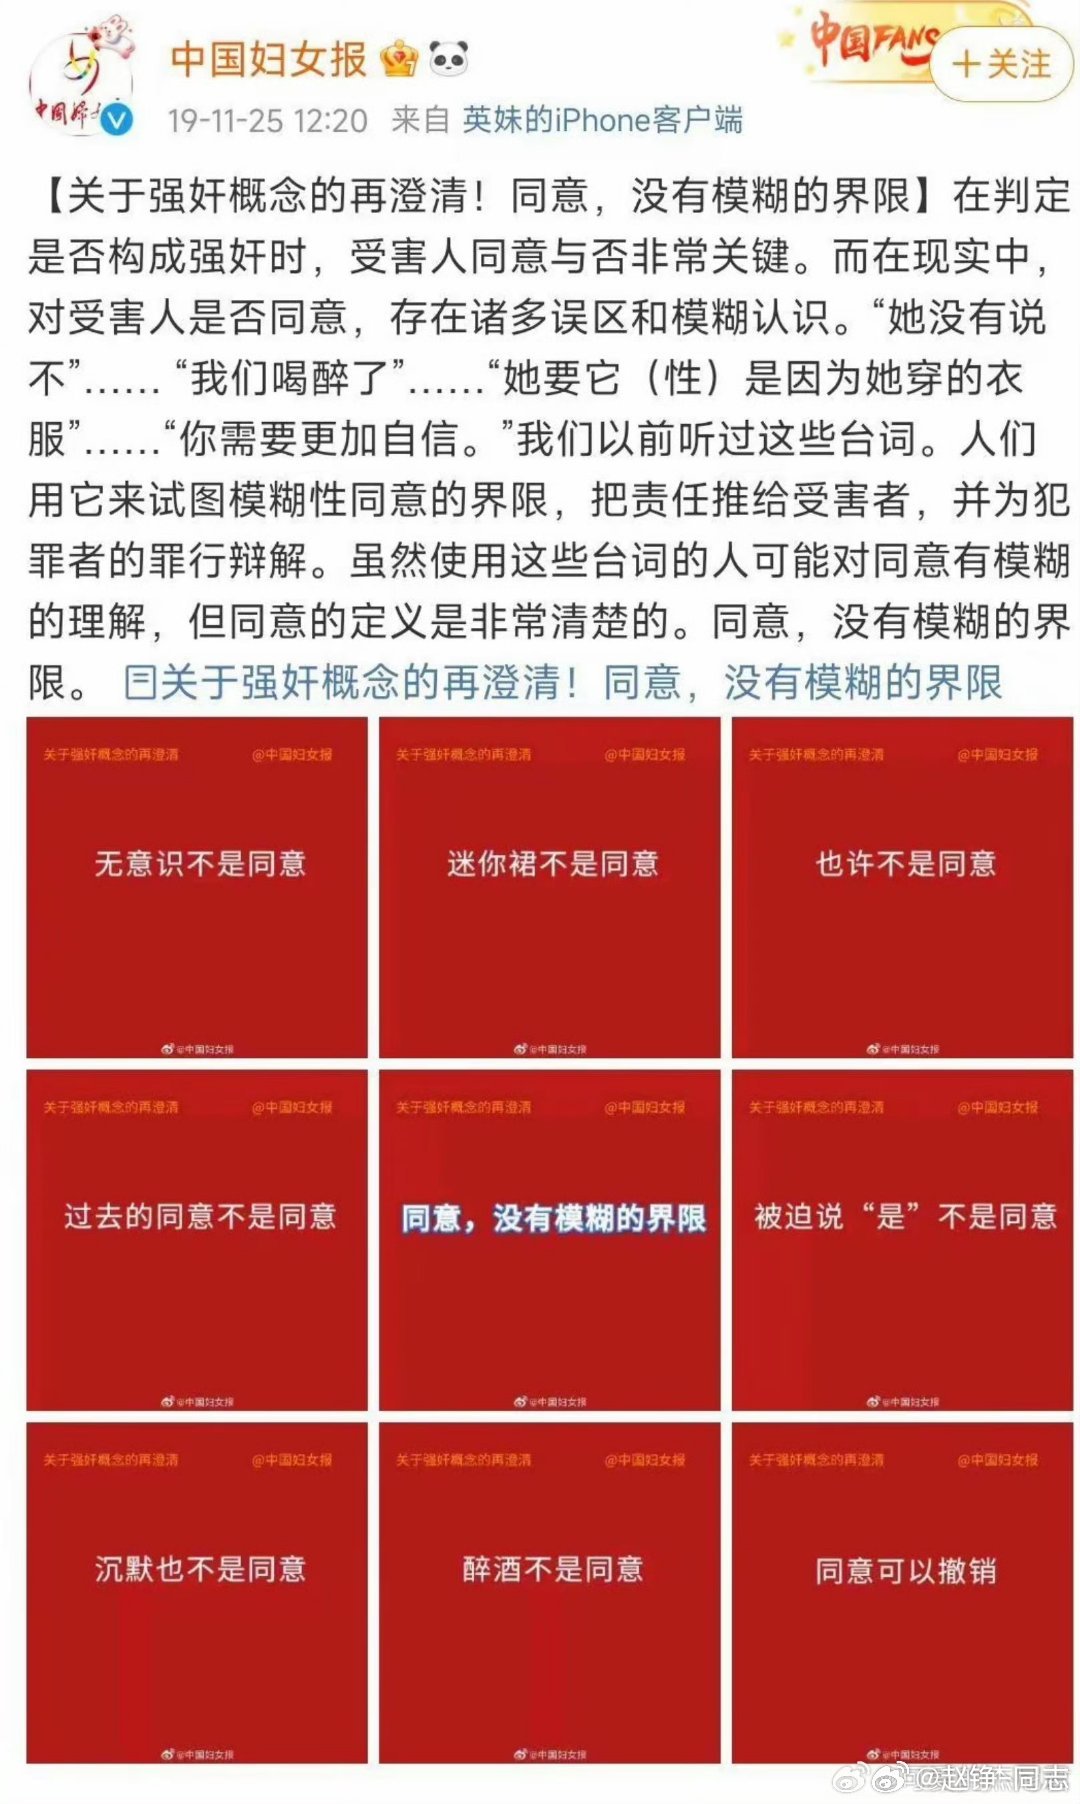 中国妇女报
中国FANS
+关注
中国妇女报
19-11-25 12:20 来自 英妹的iPhone客户端
【关于强奸概念的再澄清！同意，没有模糊的界限】在判定
是否构成强奸时，受害人同意与否非常关键。而在现实中，
对受害人是否同意，存在诸多误区和模糊认识。“她没有说
不”…… “我们喝醉了”……“她要它（性）是因为她穿的衣
服”……“你需要更加自信。”我们以前听过这些台词。人们
用它来试图模糊性同意的界限，把责任推给受害者，并为犯
罪者的罪行辩解。虽然使用这些台词的人可能对同意有模糊
的理解，但同意的定义是非常清楚的。同意，没有模糊的界
限。 关于强奸概念的再澄清！同意，没有模糊的界限
关于强奸概念的再澄清 @中国妇女报
无意识不是同意
@中国妇女报
关于强奸概念的再澄清 @中国妇女报
迷你裙不是同意
@中国妇女报
关于强奸概念的再澄清 @中国妇女报
也许不是同意
@中国妇女报
关于强奸概念的再澄清 @中国妇女报
过去的同意不是同意
@中国妇女报
关于强奸概念的再澄清 @中国妇女报
同意，没有模糊的界限
@中国妇女报
关于强奸概念的再澄清 @中国妇女报
被迫说“是”不是同意
@中国妇女报
关于强奸概念的再澄清 @中国妇女报
沉默也不是同意
@中国妇女报
关于强奸概念的再澄清 @中国妇女报
醉酒不是同意
@中国妇女报
关于强奸概念的再澄清 @中国妇女报
同意可以撤销
@中国妇女报
@赵铮杰同志